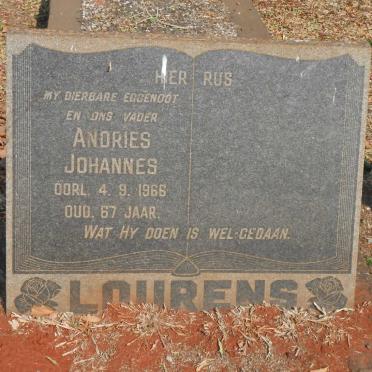 HIER RUS
MY DIERBARE EGGENOOT
EN ONS VADER
ANDRIES
JOHANNES
OORL. 4. 9. 1966
OUD. 67 JAAR.
WAT HY DOEN IS WEL-GEDAAN.
LOURENS